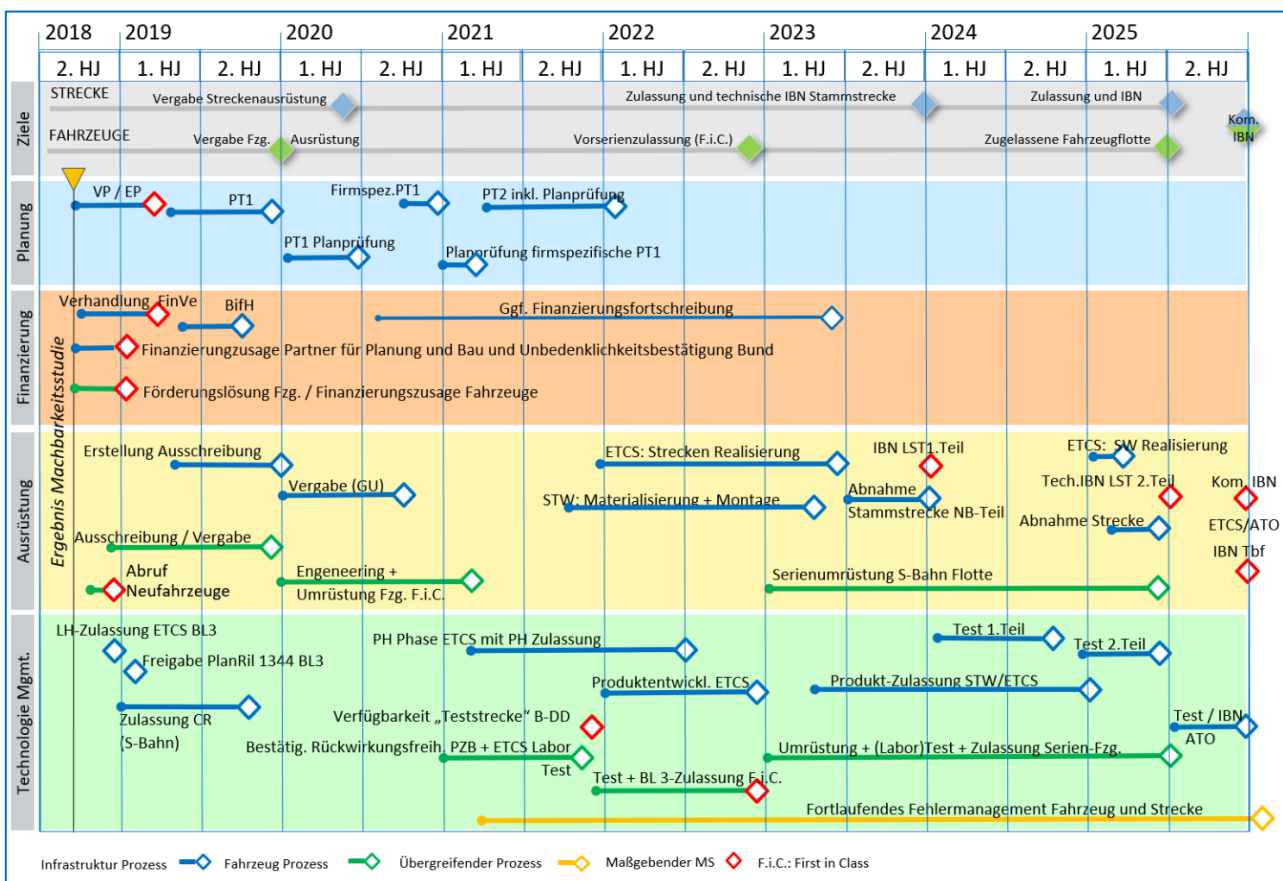 2018 2019 2020 2021 2022 2023 2024 2025
2. HJ 1. HJ 2. HJ 1. HJ 2. HJ 1. HJ 2. HJ 1. HJ 2. HJ 1. HJ 2. HJ 1. HJ 2. HJ 1. HJ 2. HJ
Ziele
STRECKE
Vergabe Streckenausrüstung
Zulassung und technische IBN Stammstrecke
Zulassung und IBN
FAHRZEUGE
Vergabe Fzg. Ausrüstung
Vorserienzulassung (F.i.C.)
Zugelassene Fahrzeugflotte
Kom.
IBN
Ergebnis Machbarkeitsstudie
Planung
VP / EP
PT1
Firmspez.PT1
PT2 inkl. Planprüfung
PT1 Planprüfung
Planprüfung firmspezifische PT1
Finanzierung
Verhandlung FinVe
BifH
Ggf. Finanzierungsfortschreibung
Finanzierungzusage Partner für Planung und Bau und Unbedenklichkeitsbestätigung Bund
Förderungslösung Fzg. / Finanzierungszusage Fahrzeuge
Ausrüstung
Erstellung Ausschreibung
ETCS: Strecken Realisierung
IBN LST1.Teil
ETCS: SW Realisierung
Vergabe (GU)
STW: Materialisierung + Montage
Abnahme
Stammstrecke NB-Teil
Tech.IBN LST 2.Teil
Kom. IBN
Abnahme Strecke
ETCS/ATO
Ausschreibung / Vergabe
IBN Tbf
Abruf
Neufahrzeuge
Engeneering +
Umrüstung Fzg. F.i.C.
Serienumrüstung S-Bahn Flotte
Technologie Mgmt.
LH-Zulassung ETCS BL3
PH Phase ETCS mit PH Zulassung
Test 1.Teil
Test 2.Teil
Freigabe PlanRil 1344 BL3
Produktentwickl. ETCS
Produkt-Zulassung STW/ETCS
Zulassung CR
(S-Bahn)
Verfügbarkeit „Teststrecke“ B-DD
Test / IBN
ATO
Bestätig. Rückwirkungsfreih. PZB + ETCS Labor
Test
Umrüstung + (Labor)Test + Zulassung Serien-Fzg.
Test + BL 3-Zulassung F.i.C.
Fortlaufendes Fehlermanagement Fahrzeug und Strecke
Infrastruktur Prozess Fahrzeug Prozess Übergreifender Prozess Maßgebender MS F.i.C.: First in Class